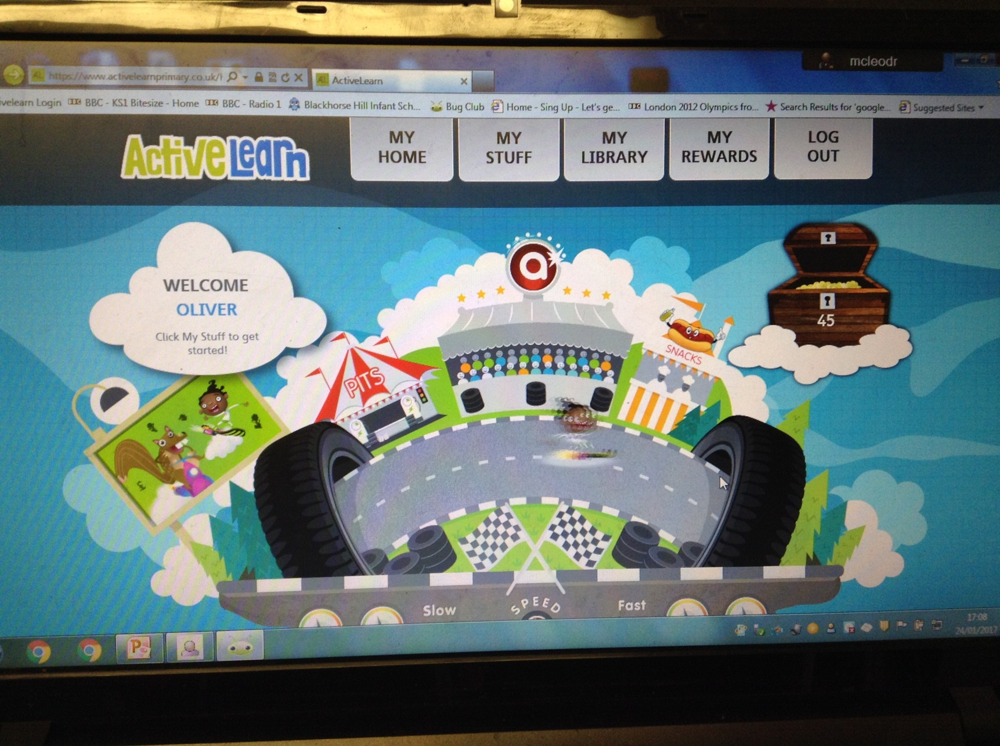 mcleodr
https://www.activelearnprimary.co.uk/
ActiveLearn
ivelearn Login BBC - KS1 Bitesize - Home BBC - Radio 1 Blackhorse Hill Infant Sch... Bug Club Home - Sing Up - Let's ge... London 2012 Olympics fro... Search Results for 'google... Suggested Sites
ActiveLearn
MY HOME
MY STUFF
MY LIBRARY
MY REWARDS
LOG OUT
WELCOME
OLIVER
Click My Stuff to get
started!
a
45
SNACKS
PITS
Slow
SPEED
Fast
17:08
24/01/2017